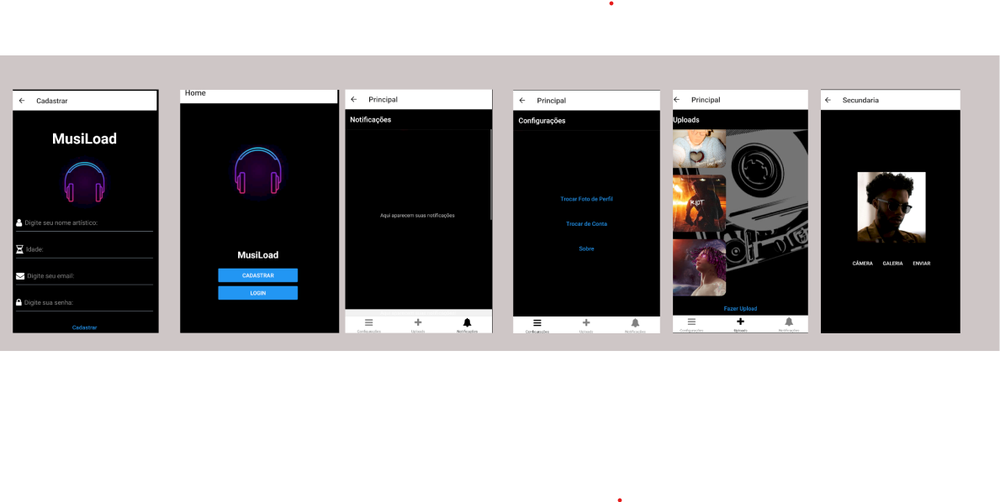 Cadastrar
MusiLoad
Digite seu nome artístico:
Idade:
Digite seu email:
Digite sua senha:
Cadastrar
Home
MusiLoad
CADASTRAR
LOGIN
Principal
Notificações
Aqui aparecem suas notificações
Configurações Uploads Notificações
Principal
Configurações
Trocar Foto de Perfil
Trocar de Conta
Sobre
Configurações Uploads Notificações
Principal
Uploads
RIOT
Fazer Upload
Configurações Uploads Notificações
Secundaria
CÂMERA GALERIA ENVIAR